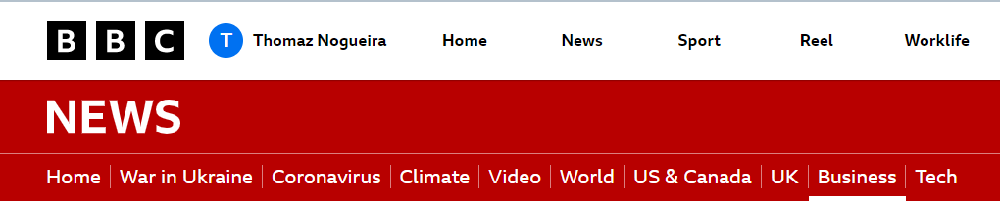 BBC T Thomaz Nogueira Home News Sport Reel Worklife
NEWS
Home War in Ukraine Coronavirus Climate Video World US & Canada UK Business Tech